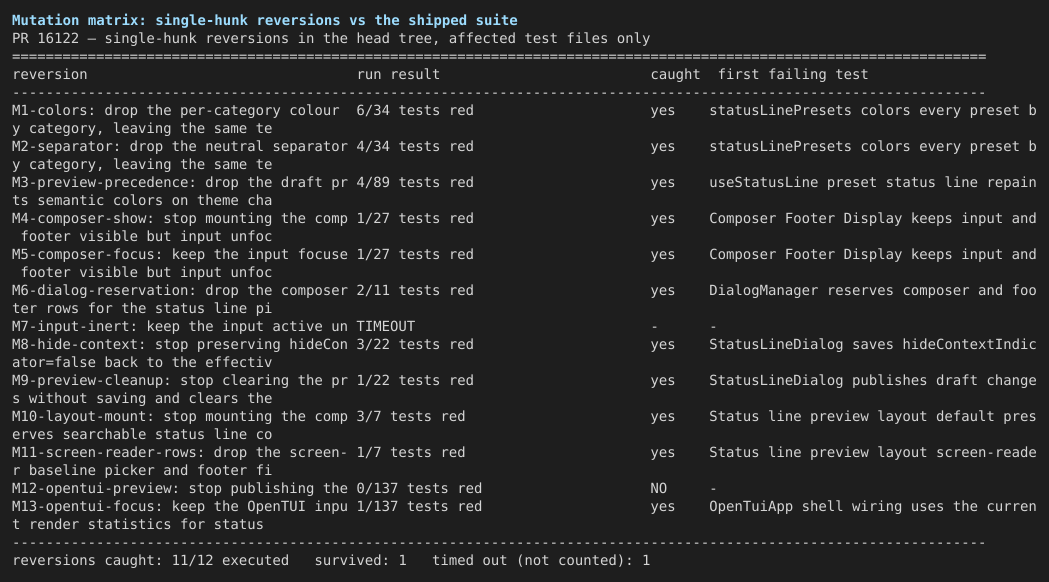 Mutation matrix: single-hunk reversions vs the shipped suite
PR 16122 — single-hunk reversions in the head tree, affected test files only
======================================================================================================================
reversion                                 run result                         caught  first failing test
----------------------------------------------------------------------------------------------------------------------
M1-colors: drop the per-category colour  6/34 tests red                     yes    statusLinePresets colors every preset b
y category, leaving the same te
M2-separator: drop the neutral separator 4/34 tests red                     yes    statusLinePresets colors every preset b
y category, leaving the same te
M3-preview-precedence: drop the draft pr 4/89 tests red                     yes    useStatusLine preset status line repain
ts semantic colors on theme cha
M4-composer-show: stop mounting the comp 1/27 tests red                     yes    Composer Footer Display keeps input and
 footer visible but input unfoc
M5-composer-focus: keep the input focuse 1/27 tests red                     yes    Composer Footer Display keeps input and
 footer visible but input unfoc
M6-dialog-reservation: drop the composer 2/11 tests red                     yes    DialogManager reserves composer and foo
ter rows for the status line pi
M7-input-inert: keep the input active un TIMEOUT                            -      -
M8-hide-context: stop preserving hideCon 3/22 tests red                     yes    StatusLineDialog saves hideContextIndic
ator=false back to the effectiv
M9-preview-cleanup: stop clearing the pr 1/22 tests red                     yes    StatusLineDialog publishes draft change
s without saving and clears the
M10-layout-mount: stop mounting the comp 3/7 tests red                      yes    Status line preview layout default pres
erves searchable status line co
M11-screen-reader-rows: drop the screen- 1/7 tests red                      yes    Status line preview layout screen-reade
r baseline picker and footer fi
M12-opentui-preview: stop publishing the 0/137 tests red                    NO     -
M13-opentui-focus: keep the OpenTUI inpu 1/137 tests red                    yes    OpenTuiApp shell wiring uses the curren
t render statistics for status
----------------------------------------------------------------------------------------------------------------------
reversions caught: 11/12 executed   survived: 1   timed out (not counted): 1